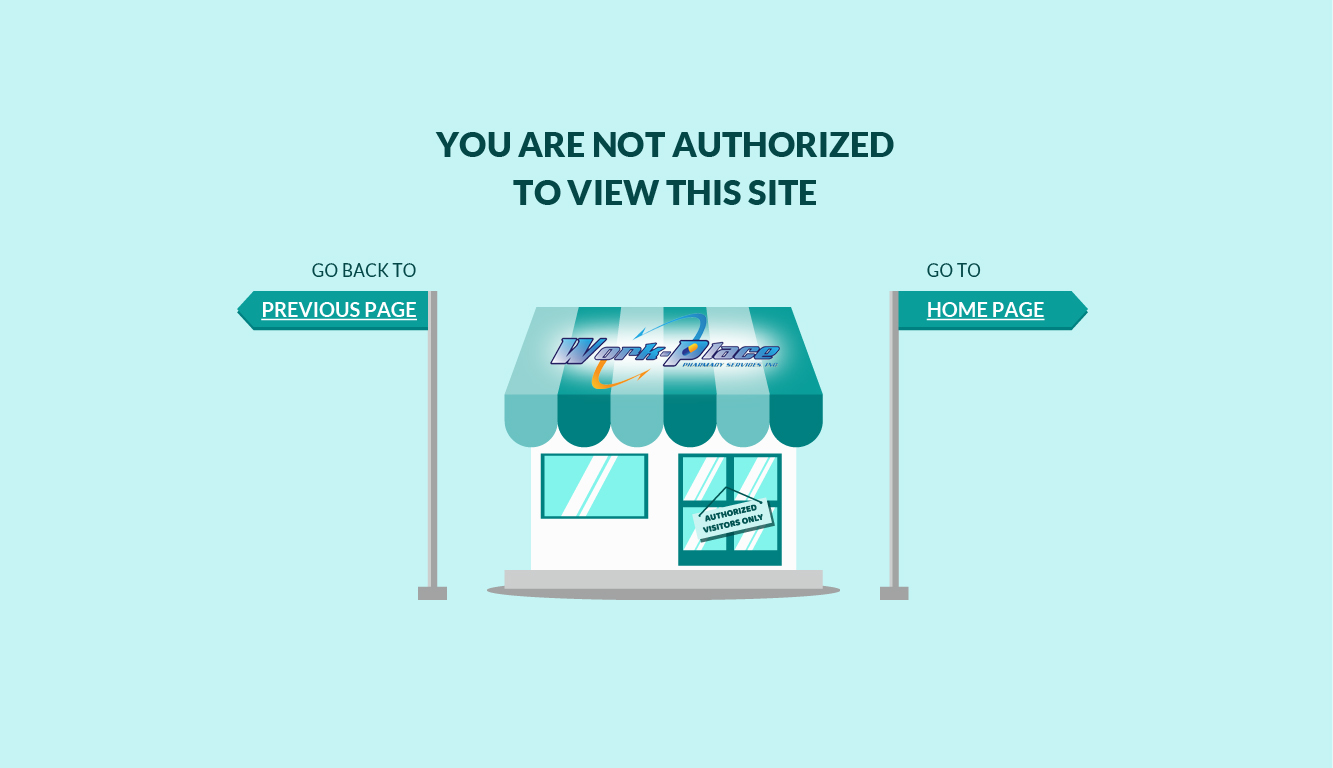 YOU ARE NOT AUTHORIZED
TO VIEW THIS SITE
GO BACK TO
PREVIOUS PAGE
GO TO
HOME PAGE
Work-Place
PHARMACY SERVICES INC
AUTHORIZED
VISITORS ONLY